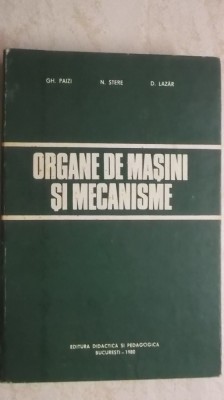 GH. PAIZI N. STERE D. LAZĂR
ORGANE DE MAȘINI
ȘI MECANISME
EDITURA DIDACTICĂ ȘI PEDAGOGICĂ
BUCUREȘTI - 1980